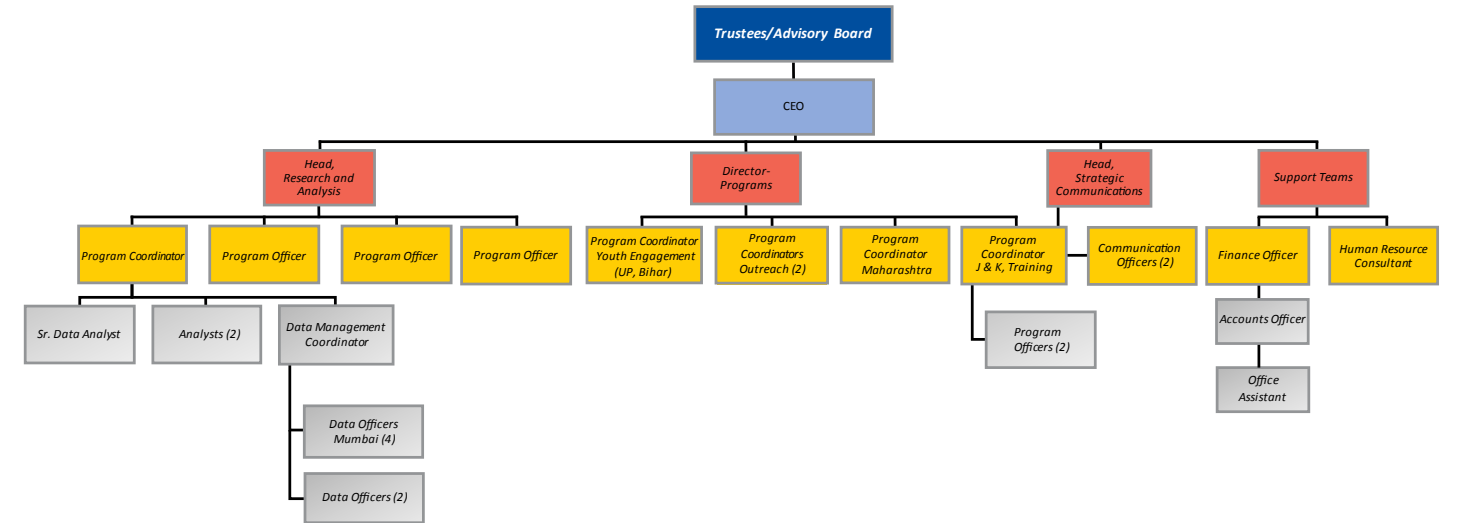 Trustees/Advisory Board
CEO
Head,
Research and
Analysis
Director-
Programs
Head,
Strategic
Communications
Support Teams
Program Coordinator
Program Officer
Program Officer
Program Officer
Program Coordinator
Youth Engagement
(UP, Bihar)
Program
Coordinators
Outreach (2)
Program
Coordinator
Maharashtra
Program
Coordinator
J & K, Training
Communication
Officers (2)
Finance Officer
Human Resource
Consultant
Sr. Data Analyst
Analysts (2)
Data Management
Coordinator
Program
Officers (2)
Accounts Officer
Office
Assistant
Data Officers
Mumbai (4)
Data Officers (2)